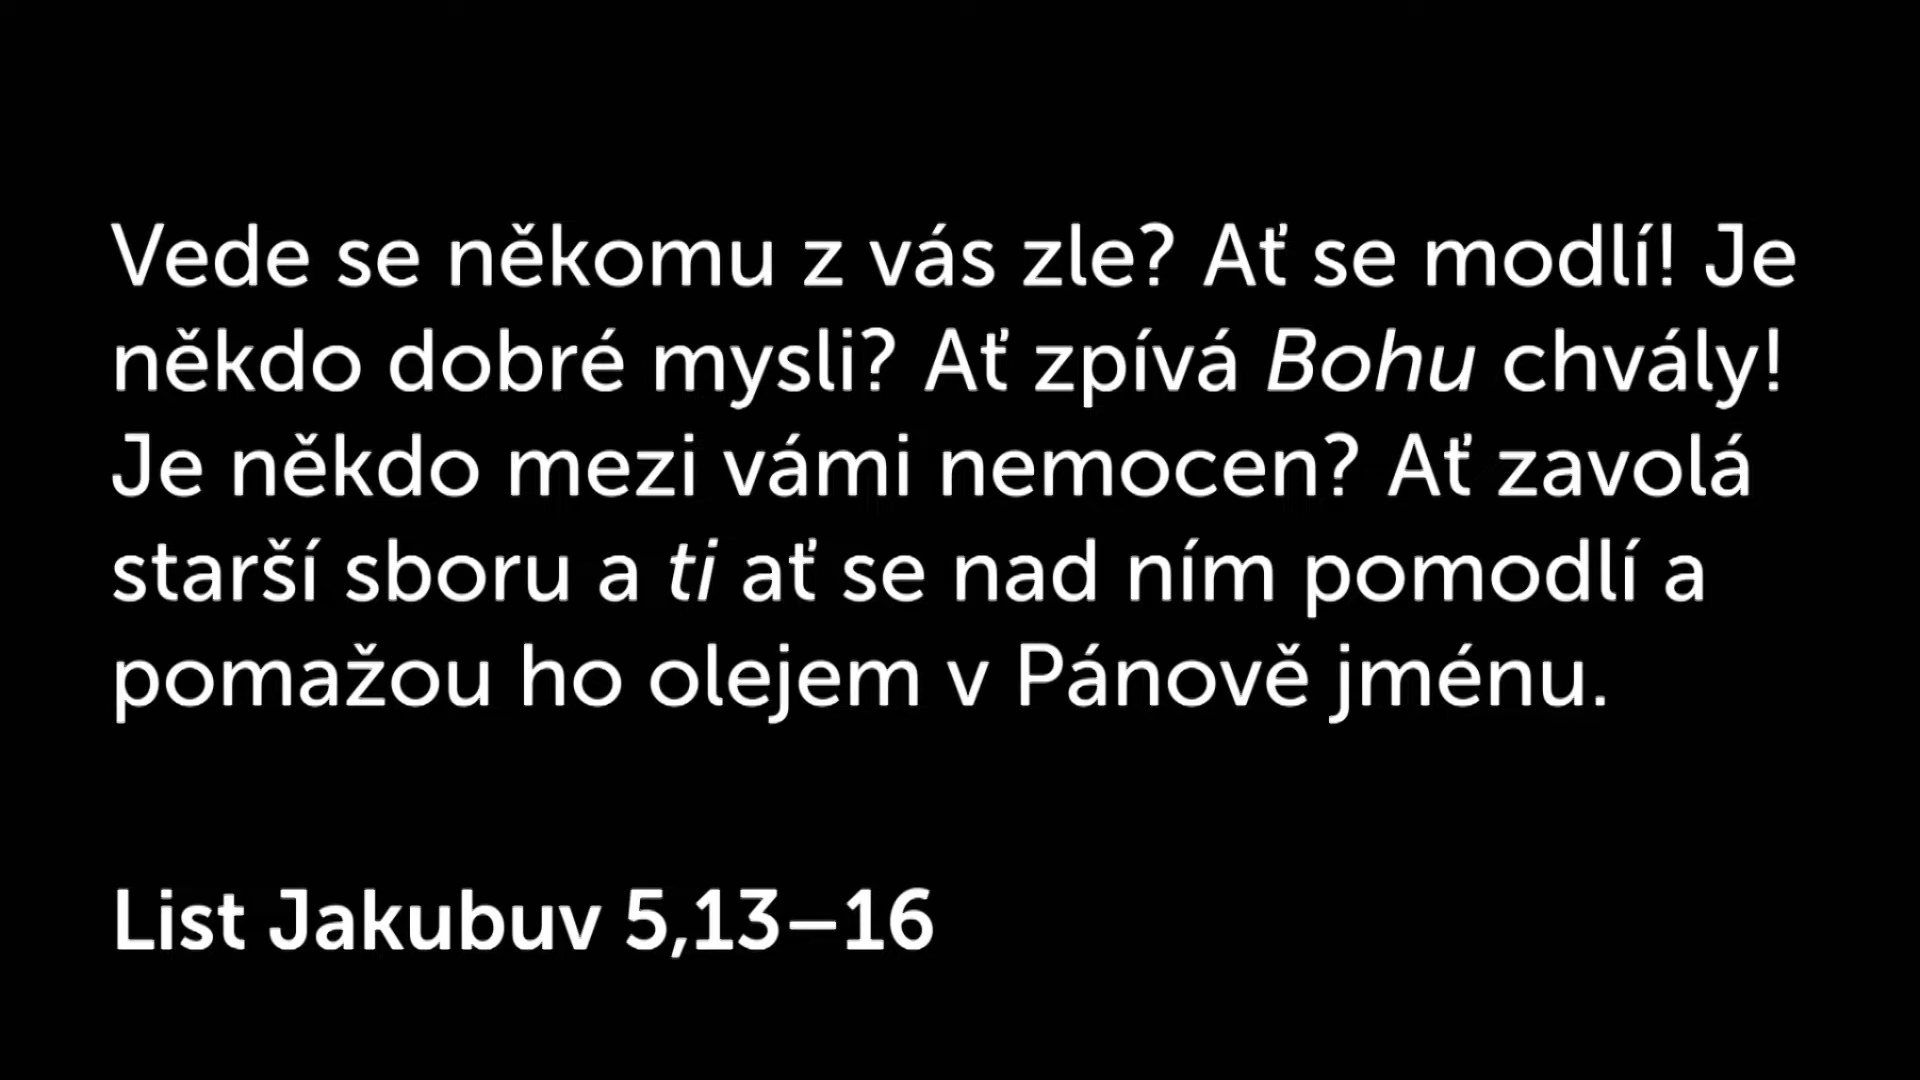 Vede se někomu z vás zle? Ať se modlí! Je
někdo dobré mysli? Ať zpívá Bohu chvály!
Je někdo mezi vámi nemocen? Ať zavolá
starší sboru a ti ať se nad ním pomodlí a
pomažou ho olejem v Pánově jménu.
List Jakubuv 5,13–16